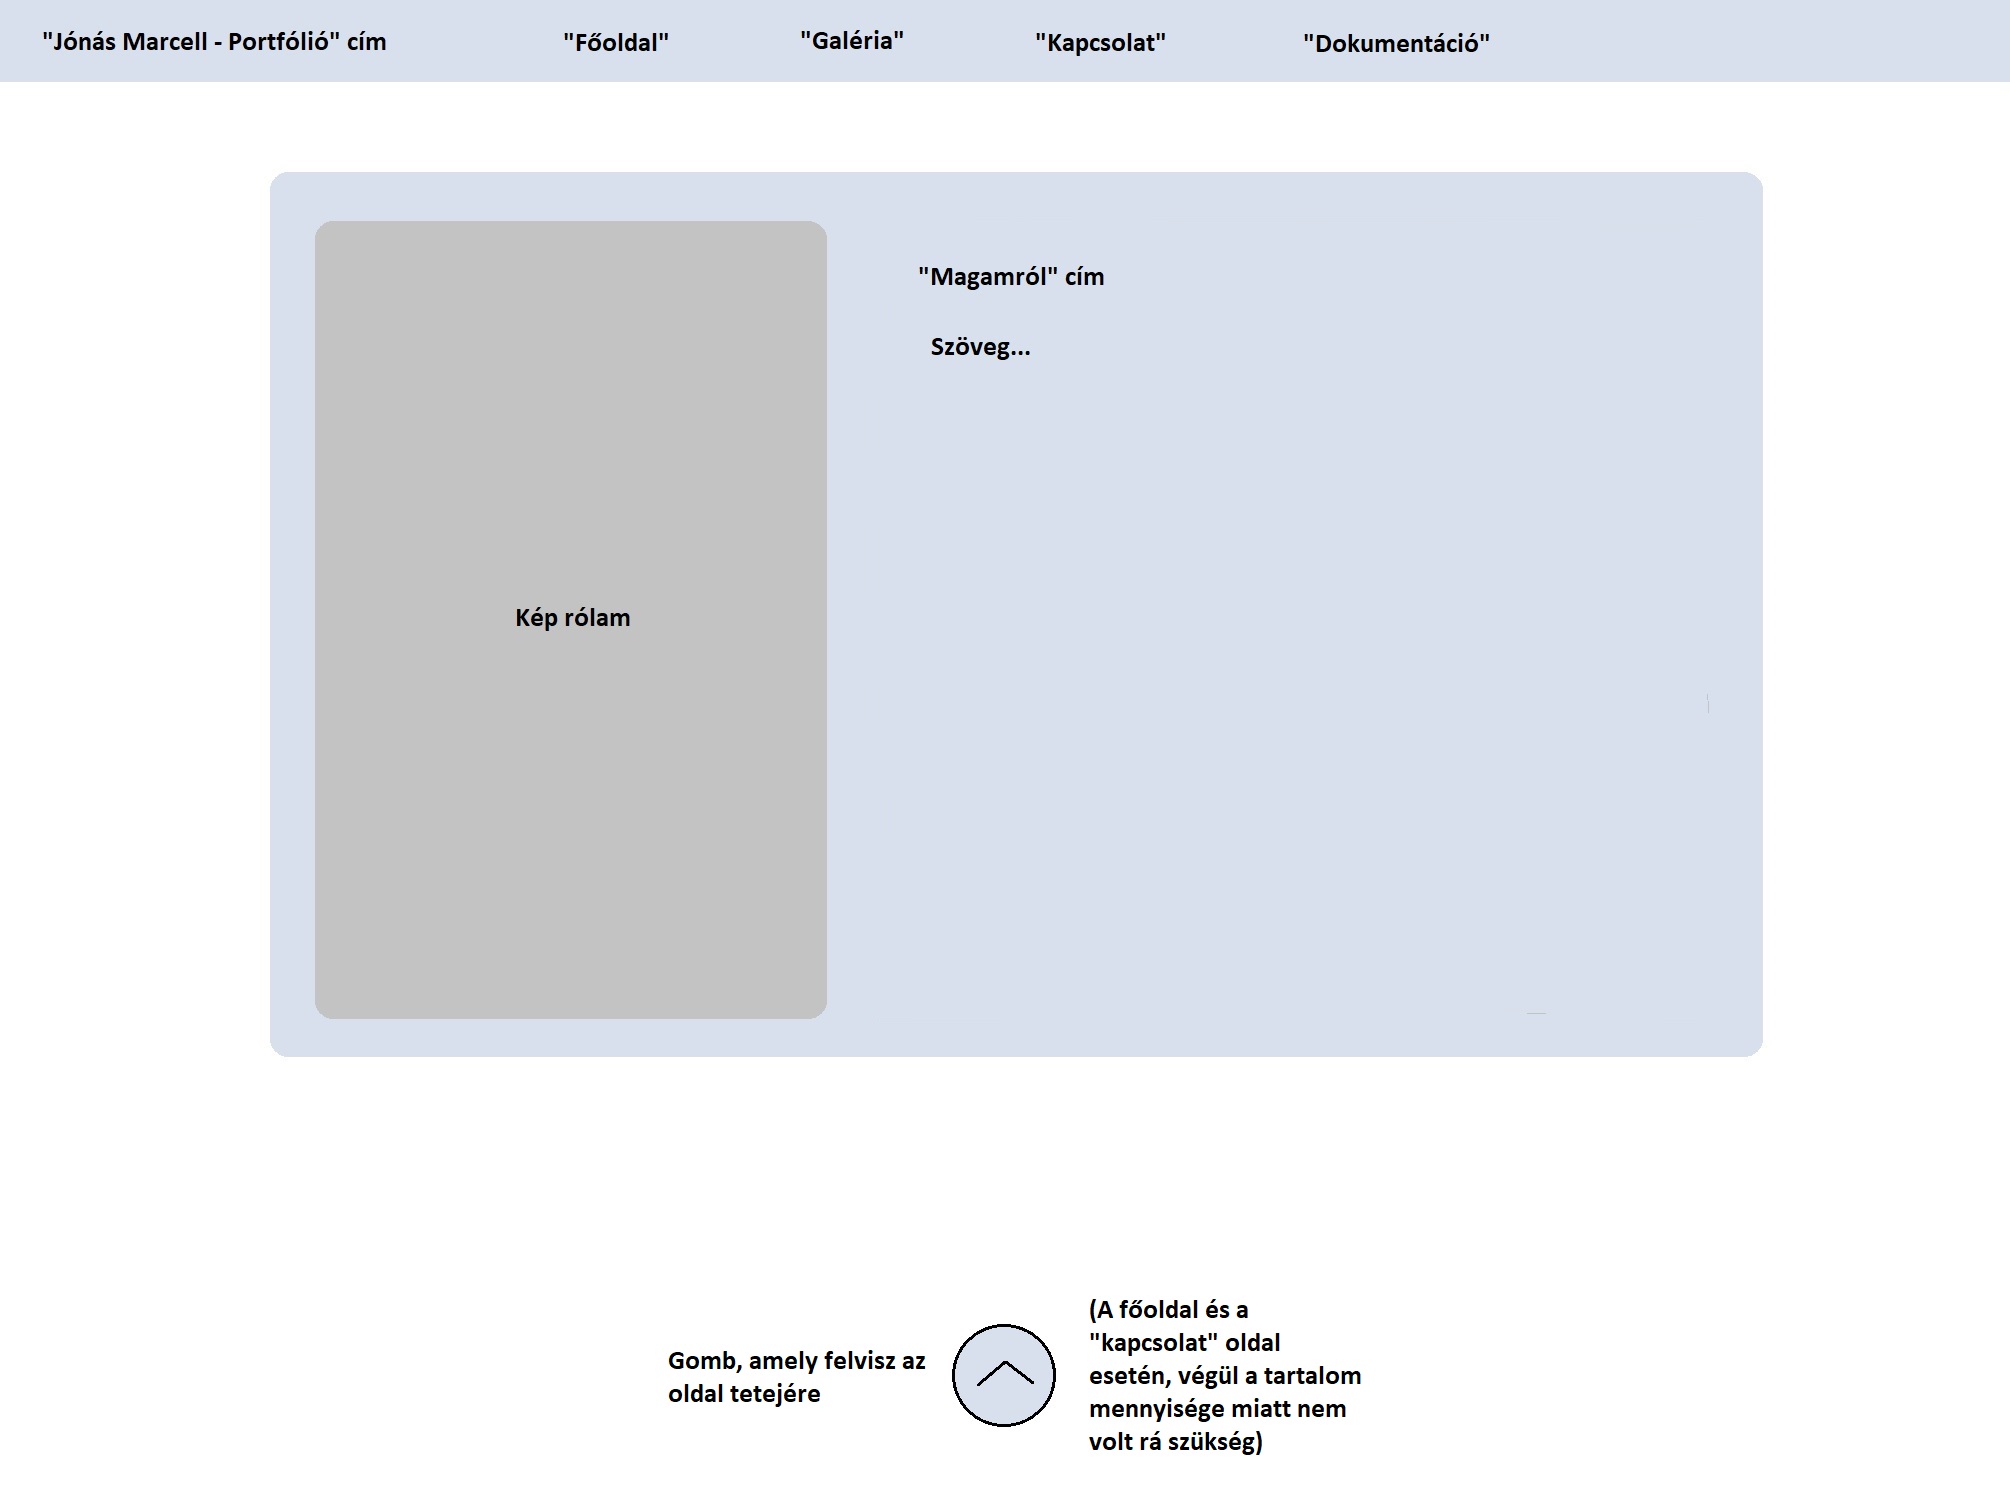 "Jónás Marcell - Portfólió" cím
"Főoldal"
"Galéria"
"Kapcsolat"
"Dokumentáció"
"Magamról" cím
Szöveg...
Kép rólam
Gomb, amely felvisz az
oldal tetejére
(A főoldal és a
"kapcsolat" oldal
esetén, végül a tartalom
mennyisége miatt nem
volt rá szükség)